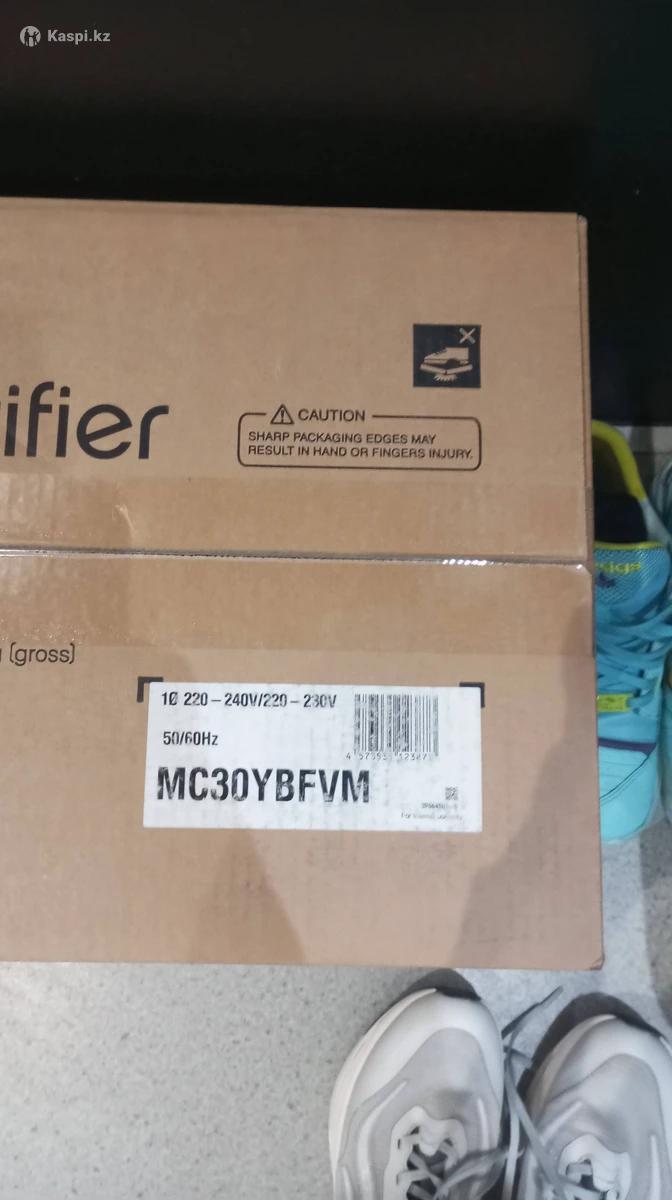 Kaspi.kz
ifier
CAUTION
SHARP PACKAGING EDGES MAY
RESULT IN HAND OR FINGERS INJURY.
(gross)
1Ø 220-240V/220-230V
50/60Hz
MC30YBFVM